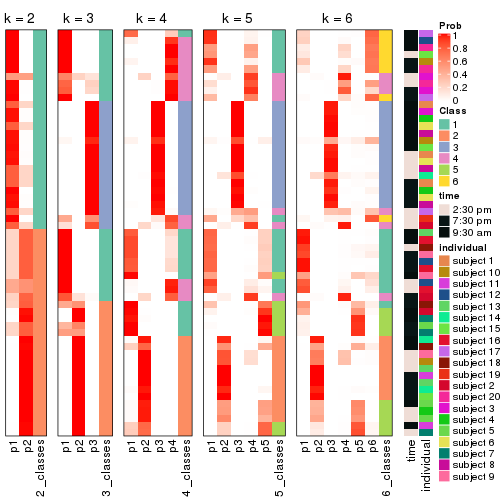 k = 2
k = 3
k = 4
k = 5
k = 6
p1
p2
2_classes
p1
p2
p3
3_classes
p1
p2
p3
p4
4_classes
p1
p2
p3
p4
p5
5_classes
p1
p2
p3
p4
p5
p6
6_classes
time
individual
Prob
1
0.8
0.6
0.4
0.2
0
Class
1
2
3
4
5
6
time
2:30 pm
7:30 pm
9:30 am
individual
subject 1
subject 10
subject 11
subject 12
subject 13
subject 14
subject 15
subject 16
subject 17
subject 18
subject 19
subject 2
subject 20
subject 3
subject 4
subject 5
subject 6
subject 7
subject 8
subject 9